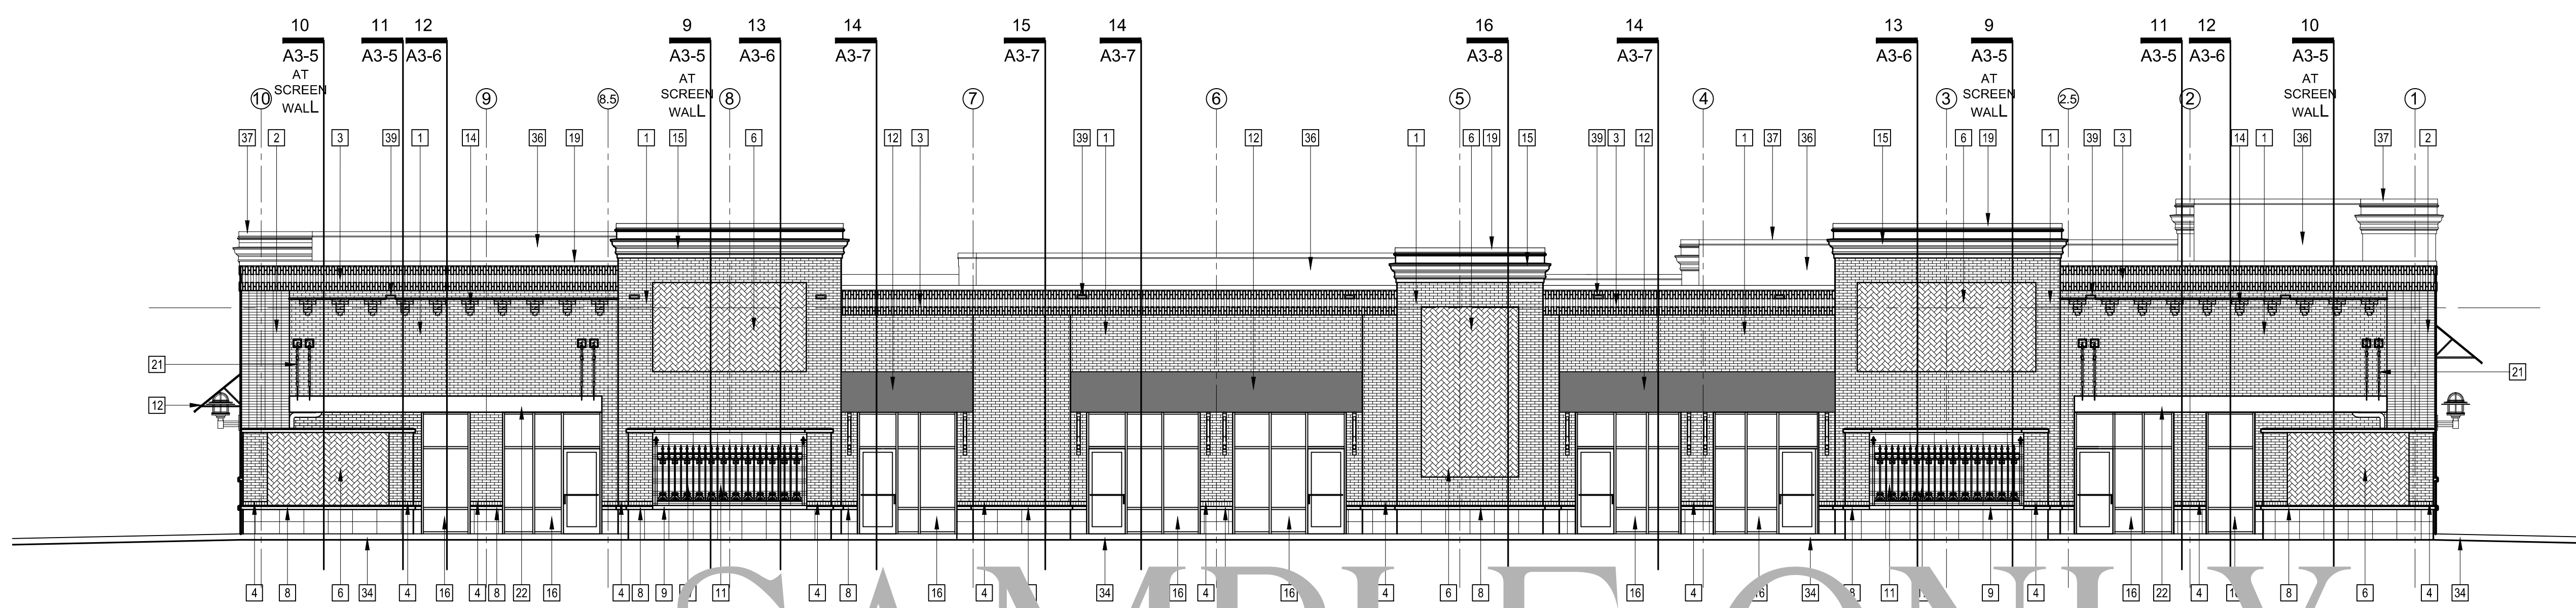 10 11 12 9 13 14 15 14 16 14 13 9 11 12 10
A3-5 A3-5 A3-6 A3-5 A3-6 A3-7 A3-7 A3-7 A3-8 A3-7 A3-6 A3-5 A3-5 A3-6 A3-5
AT AT AT AT
SCREEN SCREEN SCREEN SCREEN
WALL WALL WALL WALL
10 9 8.5 8 7 6 5 4 3 2.5 2 1
37 2 3 39 1 14 36 19 1 15 6 12 3 39 1 12 36 1 6 19 15 39 3 12 1 37 36 15 6 19 1 39 3 14 1 36 37 2
21 21
12
4 8 6 34 4 16 4 8 22 16 4 8 9 11 4 8 16 4 34 16 4 16 4 6 8 16 4 16 34 8 11 9 4 16 22 4 16 8 6 4 34
SAMPLE ONLY